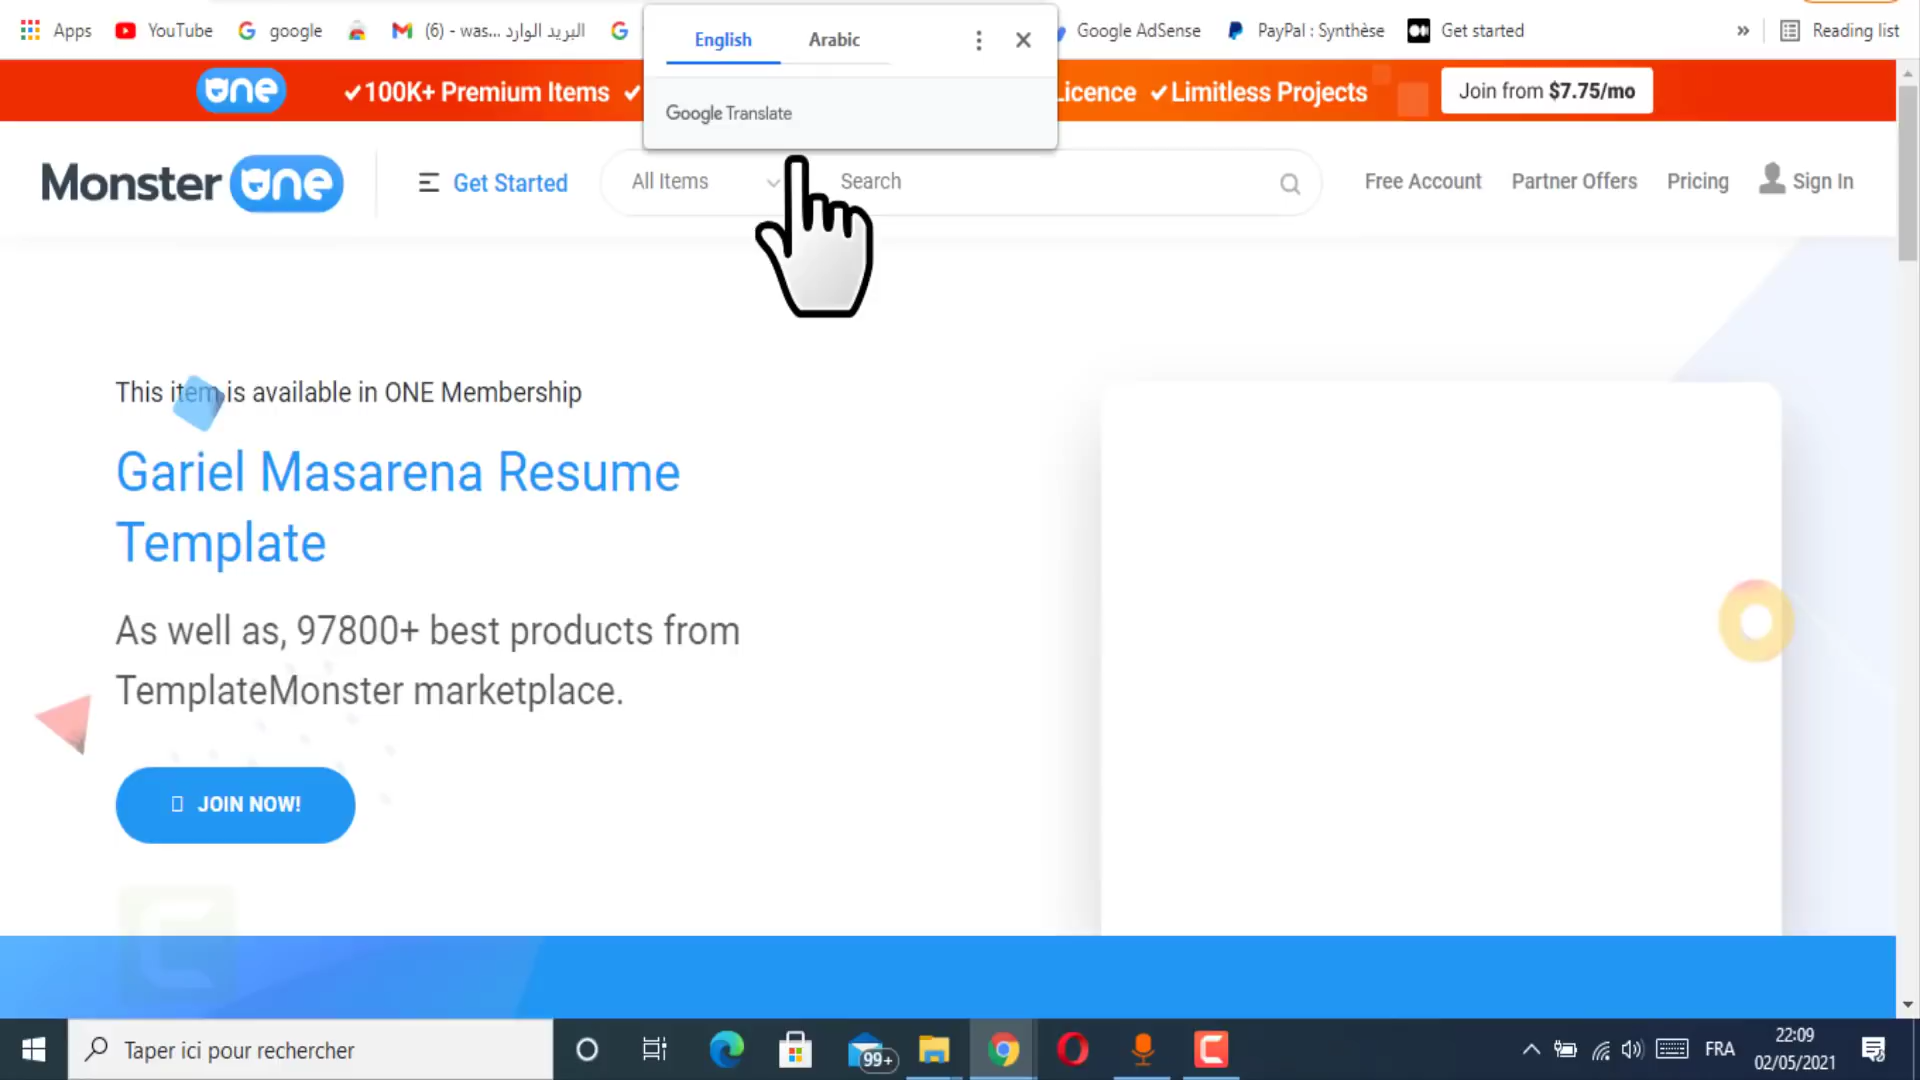 Apps YouTube google (6) - was... البريد الوارد Google AdSense PayPal : Synthèse Get started » Reading list
English Arabic
Google Translate
one ✓100K+ Premium Items ✓ Licence ✓Limitless Projects Join from $7.75/mo
Monster one Get Started All Items Search Free Account Partner Offers Pricing Sign In
This item is available in ONE Membership
Gariel Masarena Resume
Template
As well as, 97800+ best products from
TemplateMonster marketplace.
JOIN NOW!
Taper ici pour rechercher 99+ FRA 22:09
02/05/2021